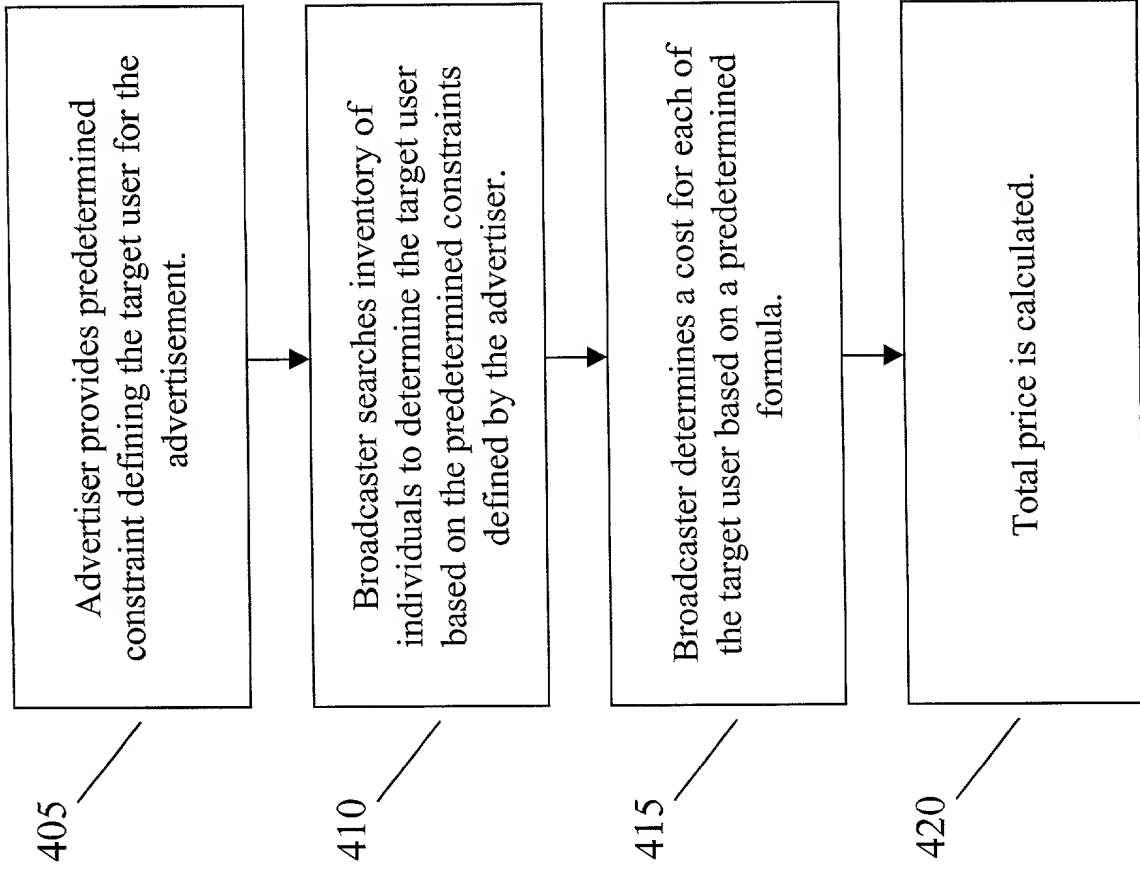 405
Advertiser provides predetermined
constraint defining the target user for the
advertisement.
410
Broadcaster searches inventory of
individuals to determine the target user
based on the predetermined constraints
defined by the advertiser.
415
Broadcaster determines a cost for each of
the target user based on a predetermined
formula.
420
Total price is calculated.